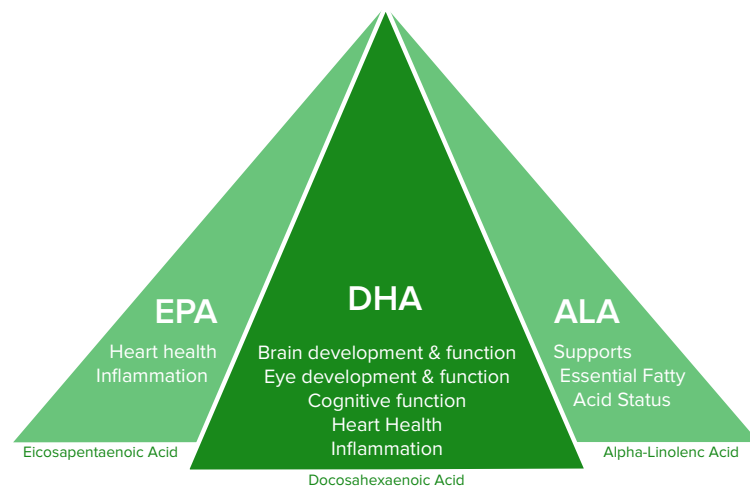 EPA
Heart health
Inflammation
Eicosapentaenoic Acid
DHA
Brain development & function
Eye development & function
Cognitive function
Heart Health
Inflammation
Docosahexaenoic Acid
ALA
Supports
Essential Fatty
Acid Status
Alpha-Linolenc Acid